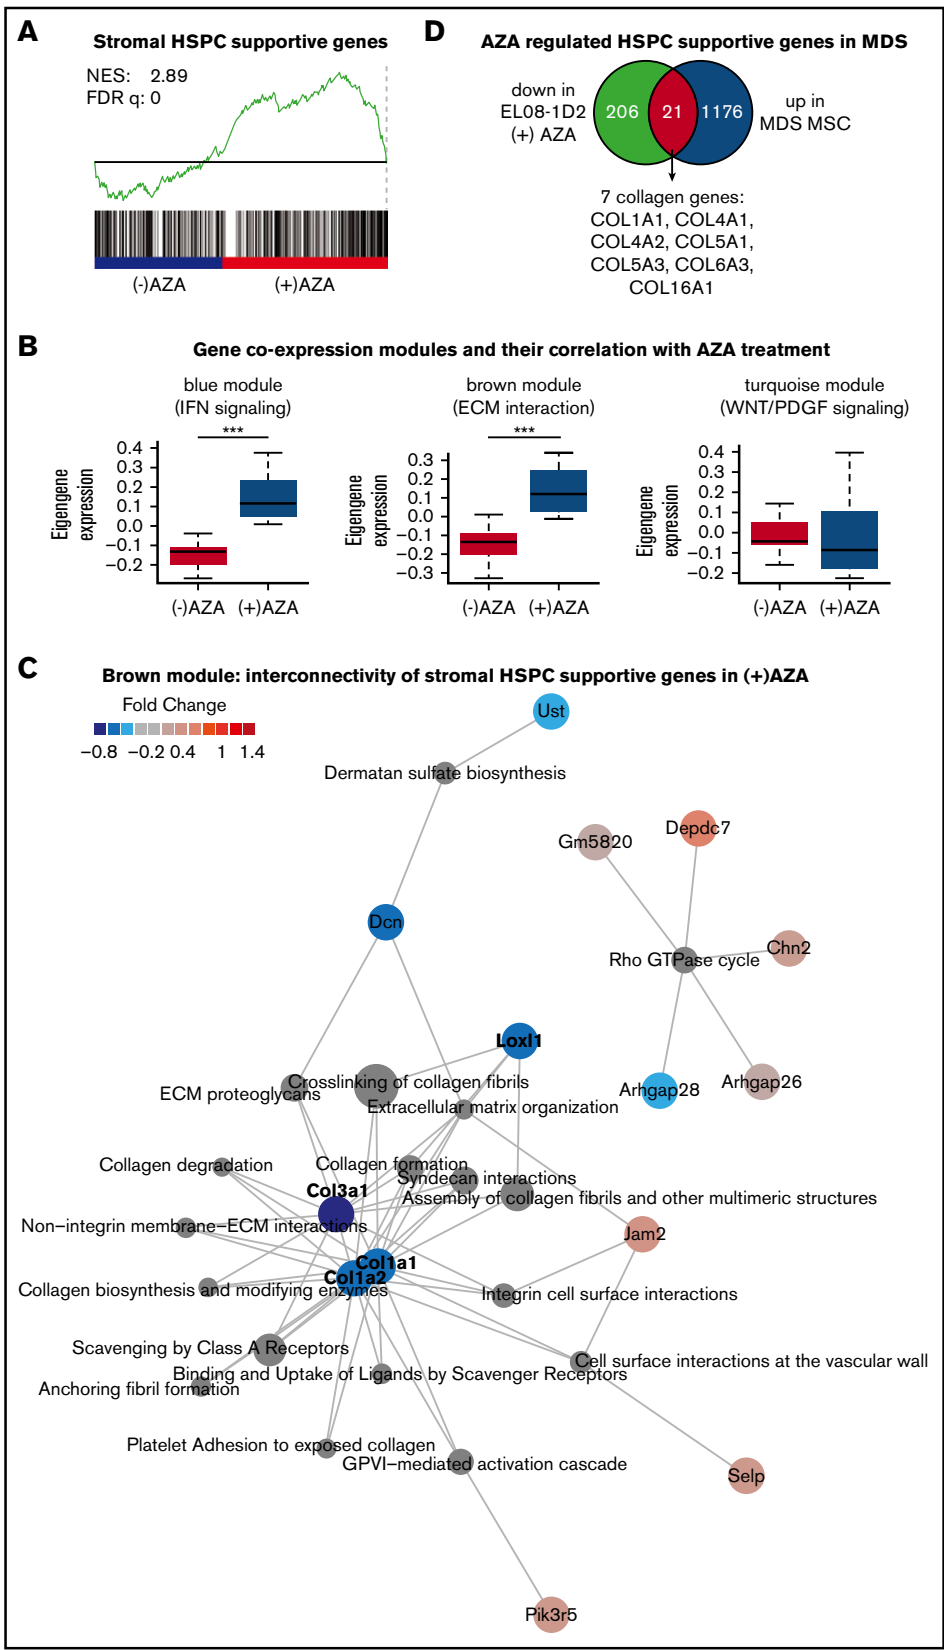 A
Stromal HSPC supportive genes
NES: 2.89
FDR q: 0
(-)AZA
(+)AZA
D
AZA regulated HSPC supportive genes in MDS
down in
EL08-1D2
(+) AZA
206
21
1176
up in
MDS MSC
7 collagen genes:
COL1A1, COL4A1,
COL4A2, COL5A1,
COL5A3, COL6A3,
COL16A1
B
Gene co-expression modules and their correlation with AZA treatment
blue module
(IFN signaling)
***
Eigengene
expression
0.4
0.3
0.2
0.1
0.0
−0.1
−0.2
(-)AZA
(+)AZA
brown module
(ECM interaction)
***
Eigengene
expression
0.3
0.2
0.1
0.0
−0.1
−0.2
−0.3
(-)AZA
(+)AZA
turquoise module
(WNT/PDGF signaling)
Eigengene
expression
0.4
0.3
0.2
0.1
0.0
−0.1
−0.2
(-)AZA
(+)AZA
C
Brown module: interconnectivity of stromal HSPC supportive genes in (+)AZA
Fold Change
−0.8 −0.2 0.4 1 1.4
Ust
Dermatan sulfate biosynthesis
Gm5820
Depdc7
Dcn
Chn2
Rho GTPase cycle
Loxl1
Crosslinking of collagen fibrils
Arhgap28
Arhgap26
ECM proteoglycans
Extracellular matrix organization
Collagen degradation
Collagen formation
Syndecan interactions
Col3a1
Assembly of collagen fibrils and other multimeric structures
Non−integrin membrane−ECM interactions
Jam2
Col1a1
Col1a2
Collagen biosynthesis and modifying enzymes
Integrin cell surface interactions
Scavenging by Class A Receptors
Cell surface interactions at the vascular wall
Binding and Uptake of Ligands by Scavenger Receptors
Anchoring fibril formation
Platelet Adhesion to exposed collagen
GPVI−mediated activation cascade
Selp
Pik3r5